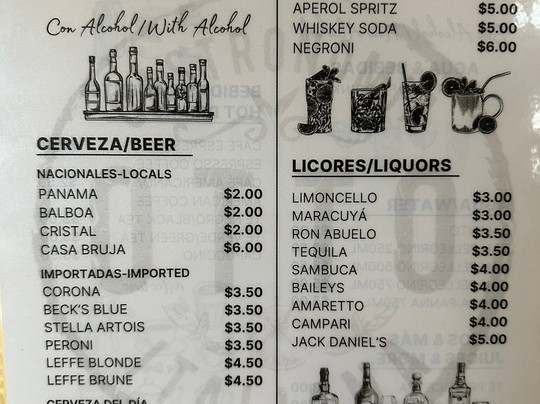 Con Alcohol/With Alcohol
CERVEZA/BEER
NACIONALES-LOCALS
PANAMA $2.00
BALBOA $2.00
CRISTAL $2.00
CASA BRUJA $6.00
IMPORTADAS-IMPORTED
CORONA $3.50
BECK'S BLUE $3.50
STELLA ARTOIS $3.50
PERONI $3.50
LEFFE BLONDE $4.50
LEFFE BRUNE $4.50
CERVEZA DEL DÍA
APEROL SPRITZ $5.00
WHISKEY SODA $5.00
NEGRONI $6.00
LICORES/LIQUORS
LIMONCELLO $3.00
MARACUYÁ $3.00
RON ABUELO $3.50
TEQUILA $3.50
SAMBUCA $4.00
BAILEYS $4.00
AMARETTO $4.00
CAMPARI $4.00
JACK DANIEL'S $5.00